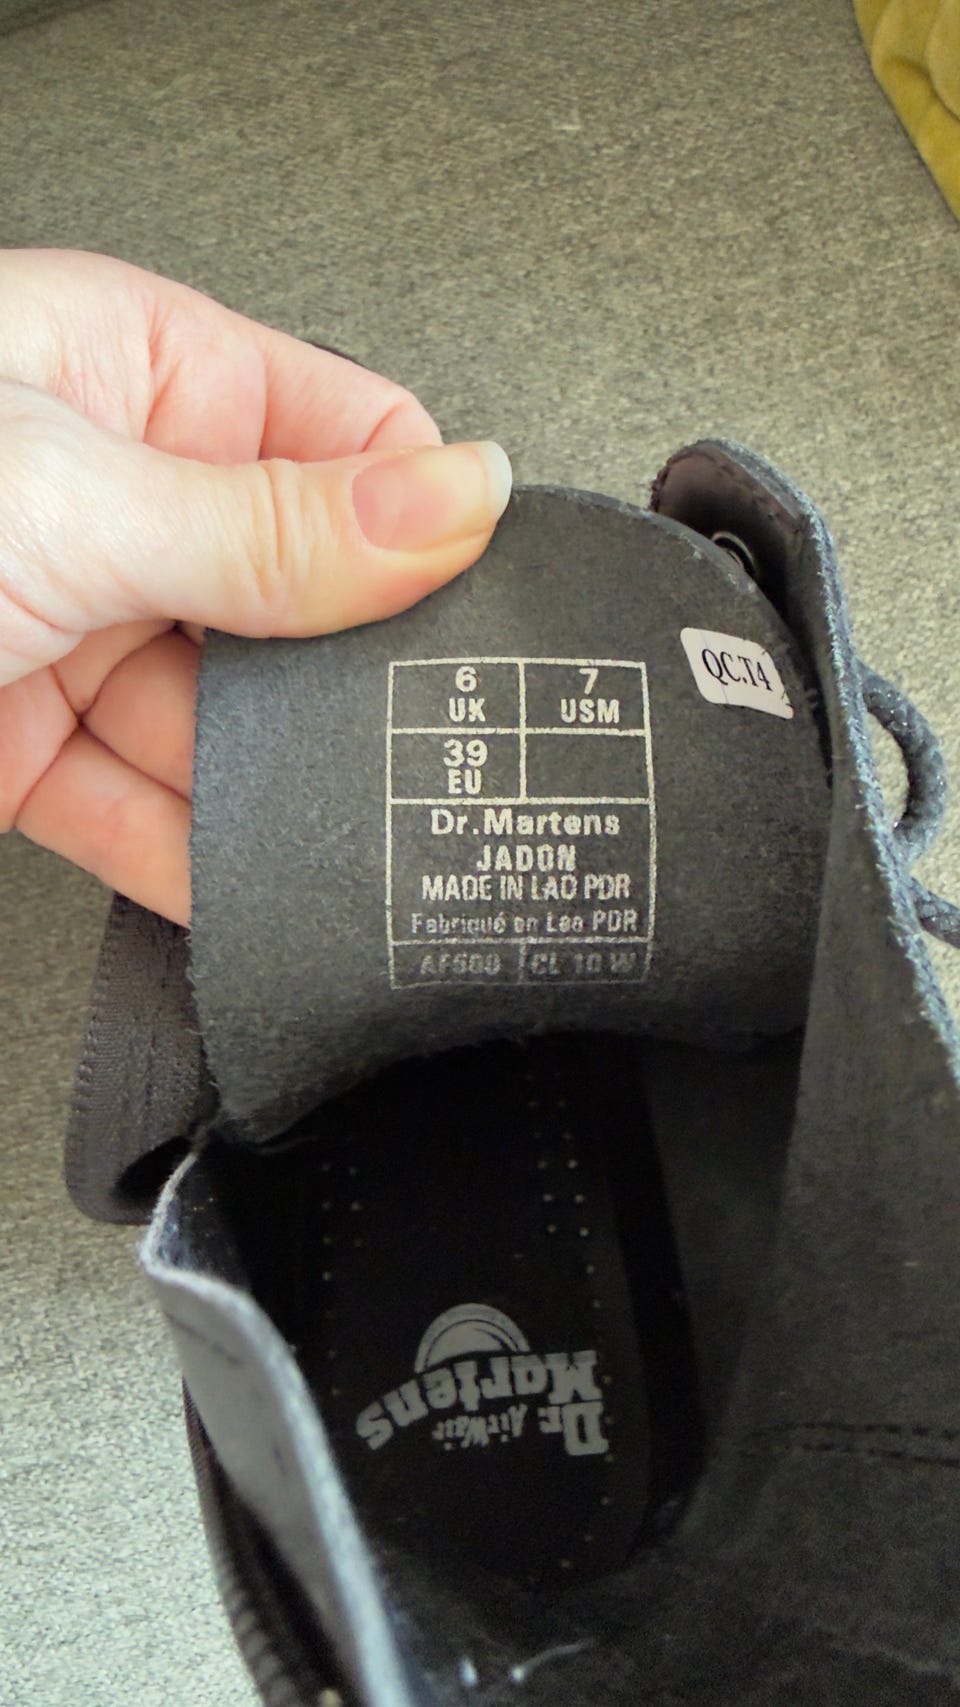 6 7
UK USM
39
EU
Dr.Martens
JADON
MADE IN LAO PDR
Fabriqué en Lao PDR
AF500 CL 10 W
QC.T4
Dr.
Martens
AirWair